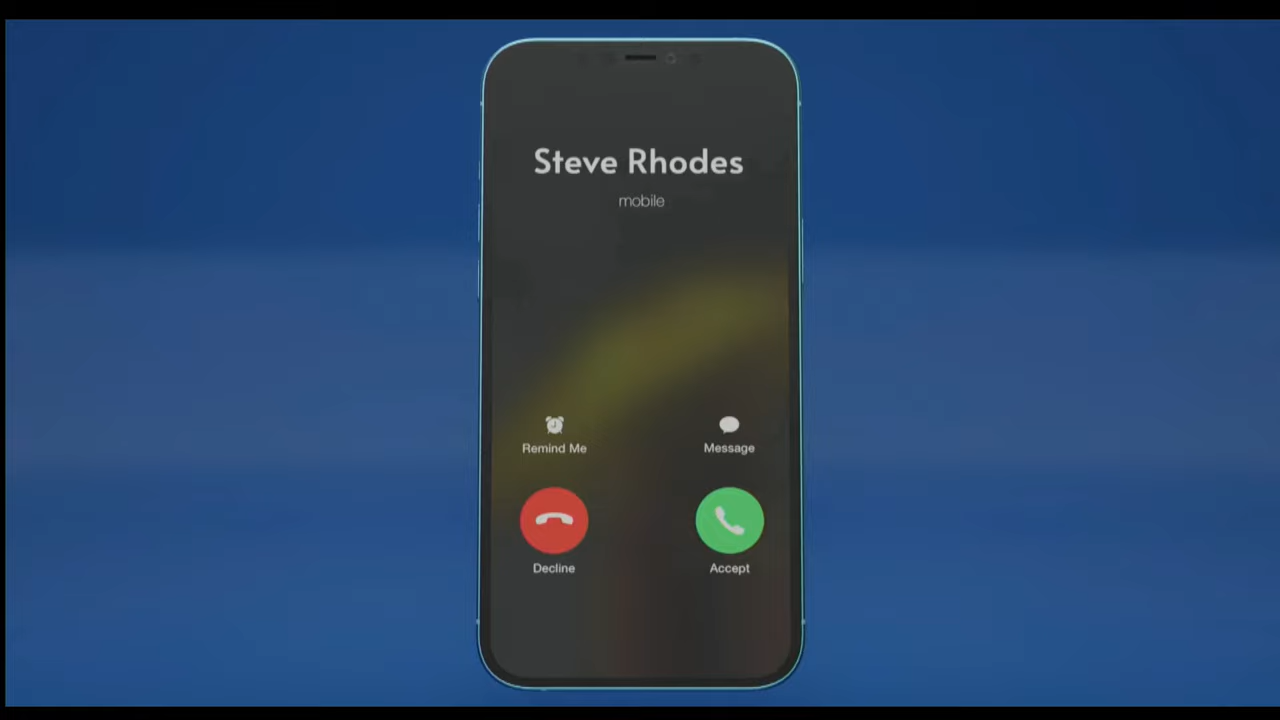 Steve Rhodes
mobile
Remind Me
Message
Decline
Accept